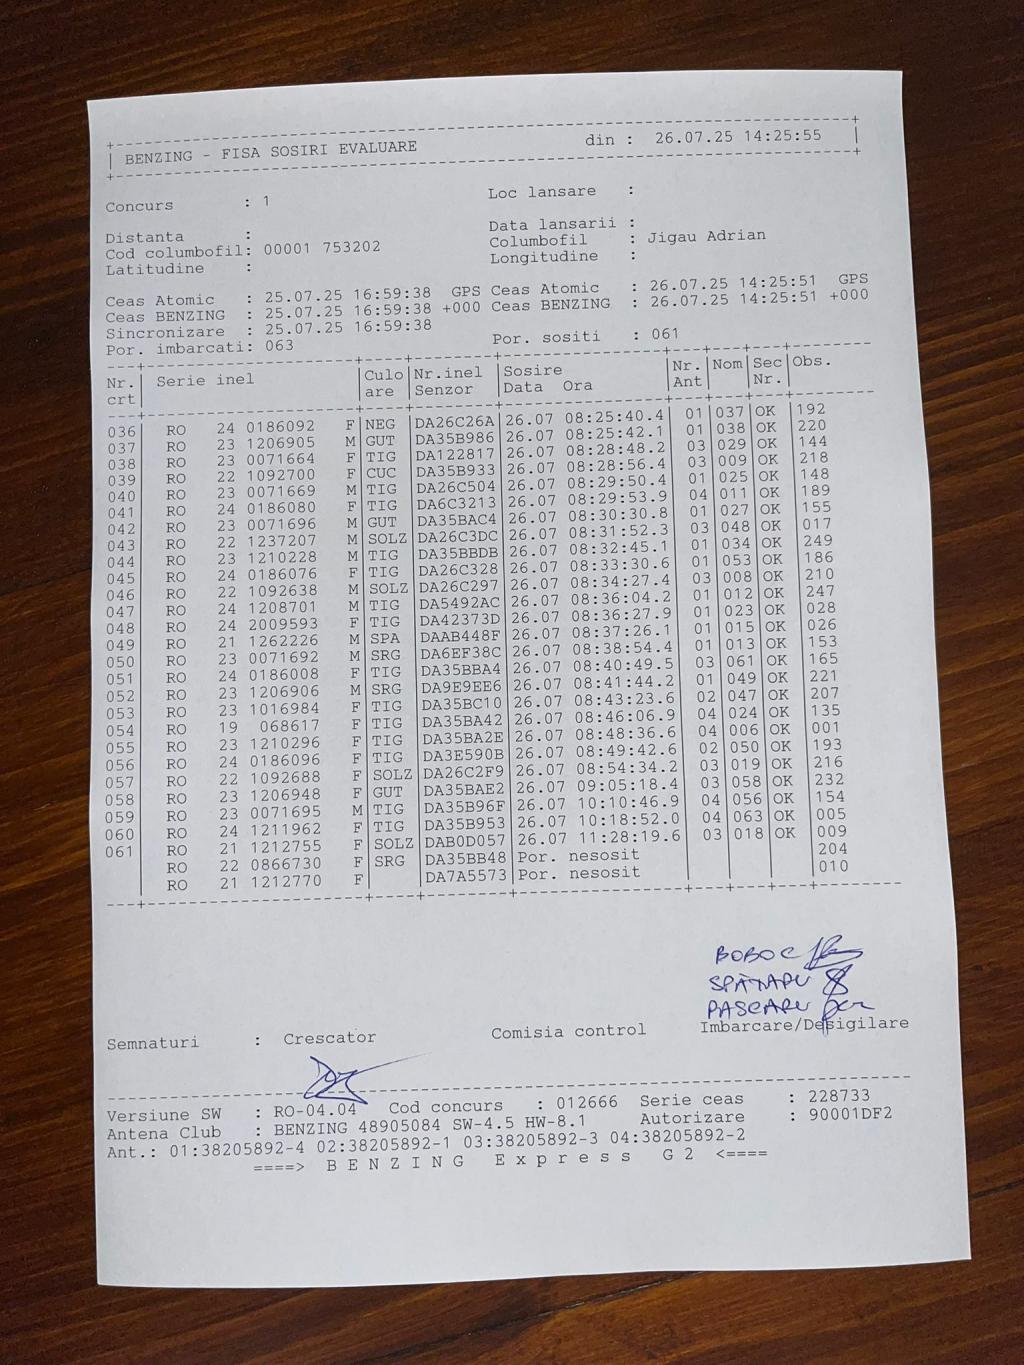 BENZING - FISA SOSIRI EVALUARE din : 26.07.25 14:25:55
Concurs : 1 Loc lansare :
Distanta : Data lansarii :
Cod columbofil: 00001 753202 Columbofil : Jigau Adrian
Latitudine : Longitudine :
Ceas Atomic : 25.07.25 16:59:38 GPS Ceas Atomic : 26.07.25 14:25:51 GPS
Ceas BENZING : 25.07.25 16:59:38 +000 Ceas BENZING : 26.07.25 14:25:51 +000
Sincronizare : 25.07.25 16:59:38
Por. imbarcati: 063 Por. sositi : 061
Nr. Serie inel Culo Nr.inel Sosire Nr. Nom Sec Obs.
crt are Senzor Data Ora Ant Nr.
036 RO 24 0186092 F NEG DA26C26A 26.07 08:25:40.4 01 037 OK 192
037 RO 23 1206905 M GUT DA35B986 26.07 08:25:42.1 01 038 OK 220
038 RO 23 0071664 F TIG DA122817 26.07 08:28:48.2 03 029 OK 144
039 RO 22 1092700 F CUC DA35B933 26.07 08:28:56.4 03 009 OK 218
040 RO 23 0071669 M TIG DA26C504 26.07 08:29:50.4 01 025 OK 148
041 RO 24 0186080 F TIG DA6C3213 26.07 08:29:53.9 04 011 OK 189
042 RO 23 0071696 M GUT DA35BAC4 26.07 08:30:30.8 01 027 OK 155
043 RO 22 1237207 M SOLZ DA26C3DC 26.07 08:31:52.3 03 048 OK 017
044 RO 23 1210228 M TIG DA35BBDB 26.07 08:32:45.1 01 034 OK 249
045 RO 24 0186076 F TIG DA26C328 26.07 08:33:30.6 01 053 OK 186
046 RO 22 1092638 M SOLZ DA26C297 26.07 08:34:27.4 03 008 OK 210
047 RO 24 1208701 M TIG DA5492AC 26.07 08:36:04.2 01 012 OK 247
048 RO 24 2009593 F TIG DA42373D 26.07 08:36:27.9 01 023 OK 028
049 RO 21 1262226 M SPA DAAB448F 26.07 08:37:26.1 01 015 OK 026
050 RO 23 0071692 M SRG DA6EF38C 26.07 08:38:54.4 01 013 OK 153
051 RO 24 0186008 F TIG DA35BBA4 26.07 08:40:49.5 03 061 OK 165
052 RO 23 1206906 M SRG DA9E9EE6 26.07 08:41:44.2 01 049 OK 221
053 RO 23 1016984 F TIG DA35BC10 26.07 08:43:23.6 02 047 OK 207
054 RO 19 068617 F TIG DA35BA42 26.07 08:46:06.9 04 024 OK 135
055 RO 23 1210296 F TIG DA35BA2E 26.07 08:48:36.6 04 006 OK 001
056 RO 24 0186096 F TIG DA3E590B 26.07 08:49:42.6 02 050 OK 193
057 RO 22 1092688 F SOLZ DA26C2F9 26.07 08:54:34.2 03 019 OK 216
058 RO 23 1206948 F GUT DA35BAE2 26.07 09:05:18.4 03 058 OK 232
059 RO 23 0071695 M TIG DA35B96F 26.07 10:10:46.9 04 056 OK 154
060 RO 24 1211962 F TIG DA35B953 26.07 10:18:52.0 04 063 OK 005
061 RO 21 1212755 F SOLZ DAB0D057 26.07 11:28:19.6 03 018 OK 009
RO 22 0866730 F SRG DA35BB48 Por. nesosit 204
RO 21 1212770 F DA7A5573 Por. nesosit 010
BOBOC
SPĂTARU
PASCARU
Semnaturi : Crescator Comisia control Imbarcare/Desigilare
Versiune SW : RO-04.04 Cod concurs : 012666 Serie ceas : 228733
Antena Club : BENZING 48905084 SW-4.5 HW-8.1 Autorizare : 90001DF2
Ant.: 01:38205892-4 02:38205892-1 03:38205892-3 04:38205892-2
====> B E N Z I N G E x p r e s s G 2 <====